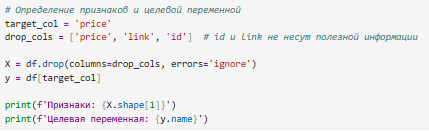 # Определение признаков и целевой переменной
target_col = 'price'
drop_cols = ['price', 'link', 'id']  # id и link не несут полезной информации
X = df.drop(columns=drop_cols, errors='ignore')
y = df[target_col]
print(f'Признаки: {X.shape[1]}')
print(f'Целевая переменная: {y.name}')